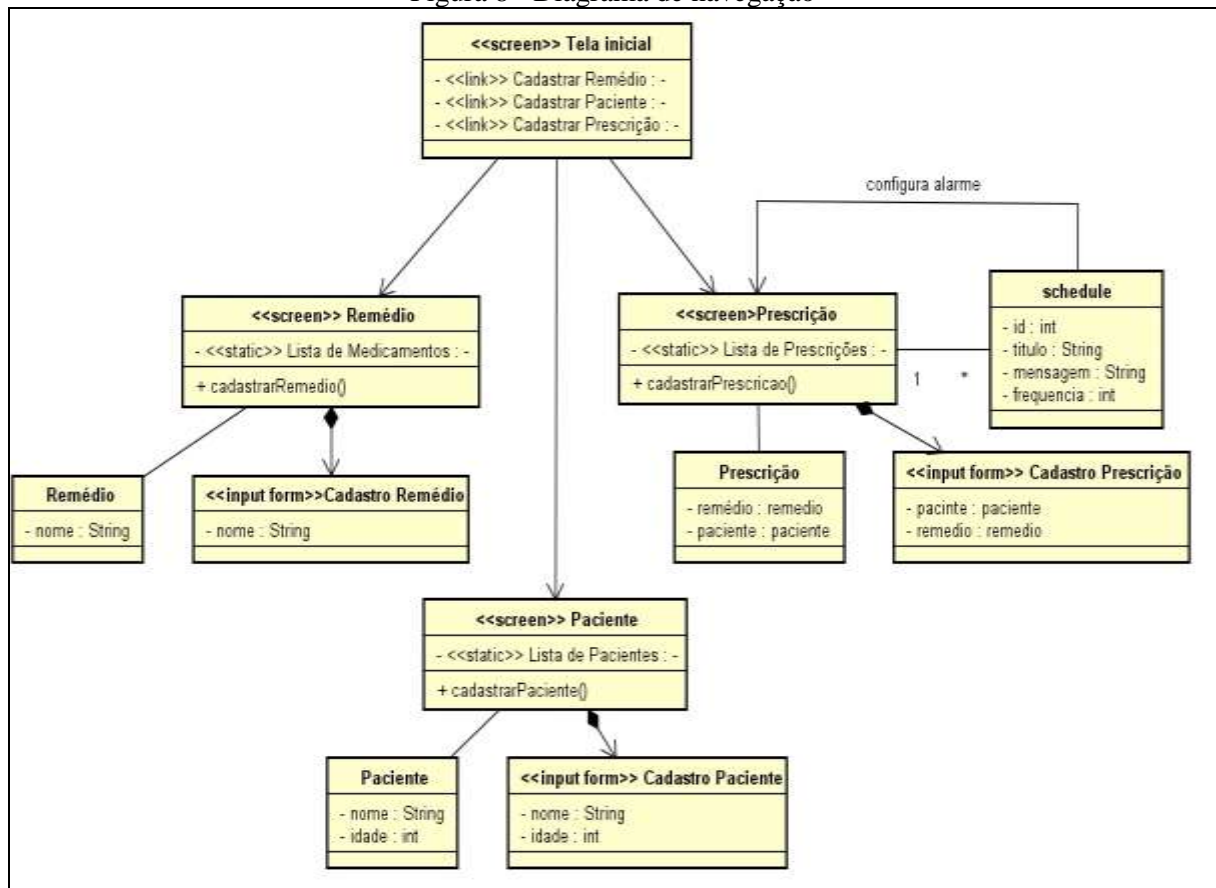 Figura 6 - Diagrama de navegação
<<screen>> Tela inicial
- <<link>> Cadastrar Remédio : -
- <<link>> Cadastrar Paciente : -
- <<link>> Cadastrar Prescrição : -
configura alarme
<<screen>> Remédio
- <<static>> Lista de Medicamentos : -
+ cadastrarRemedio()
<<screen>Prescrição
- <<static>> Lista de Prescrições : -
+ cadastrarPrescricao()
1 *
schedule
- id : int
- titulo : String
- mensagem : String
- frequencia : int
Remédio
- nome : String
<<input form>>Cadastro Remédio
- nome : String
Prescrição
- remédio : remedio
- paciente : paciente
<<input form>> Cadastro Prescrição
- pacinte : paciente
- remedio : remedio
<<screen>> Paciente
- <<static>> Lista de Pacientes : -
+ cadastrarPaciente()
Paciente
- nome : String
- idade : int
<<input form>> Cadastro Paciente
- nome : String
- idade : int